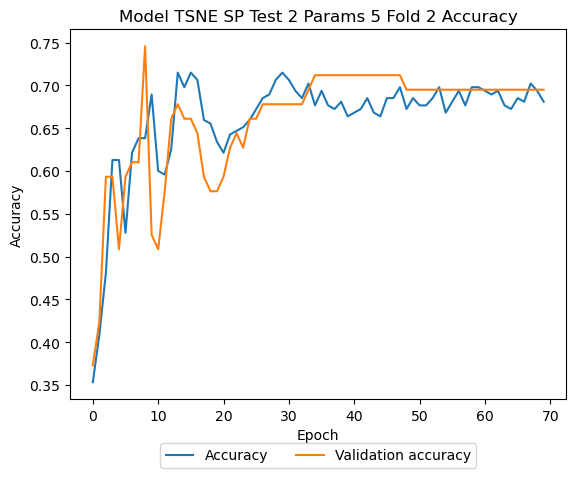 Model TSNE SP Test 2 Params 5 Fold 2 Accuracy
0.75
0.70
0.65
0.60
0.55
0.50
0.45
0.40
0.35
Accuracy
0 10 20 30 40 50 60 70
Epoch
Accuracy Validation accuracy